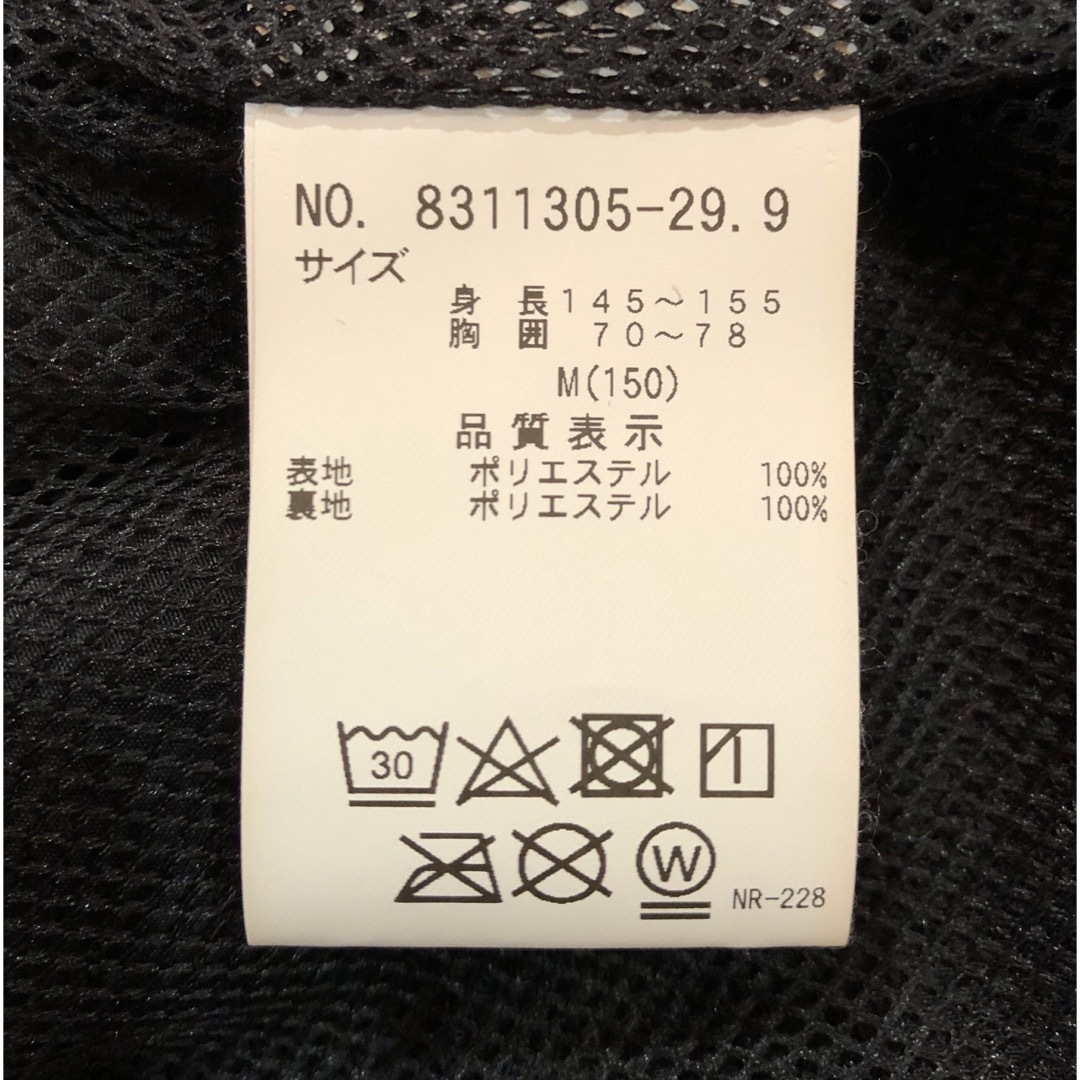 NO. 8311305-29.9
サイズ
身 長145~155
胸 囲 70~78
M(150)
品質表示
表地 ポリエステル 100%
裏地 ポリエステル 100%
30
W NR-228